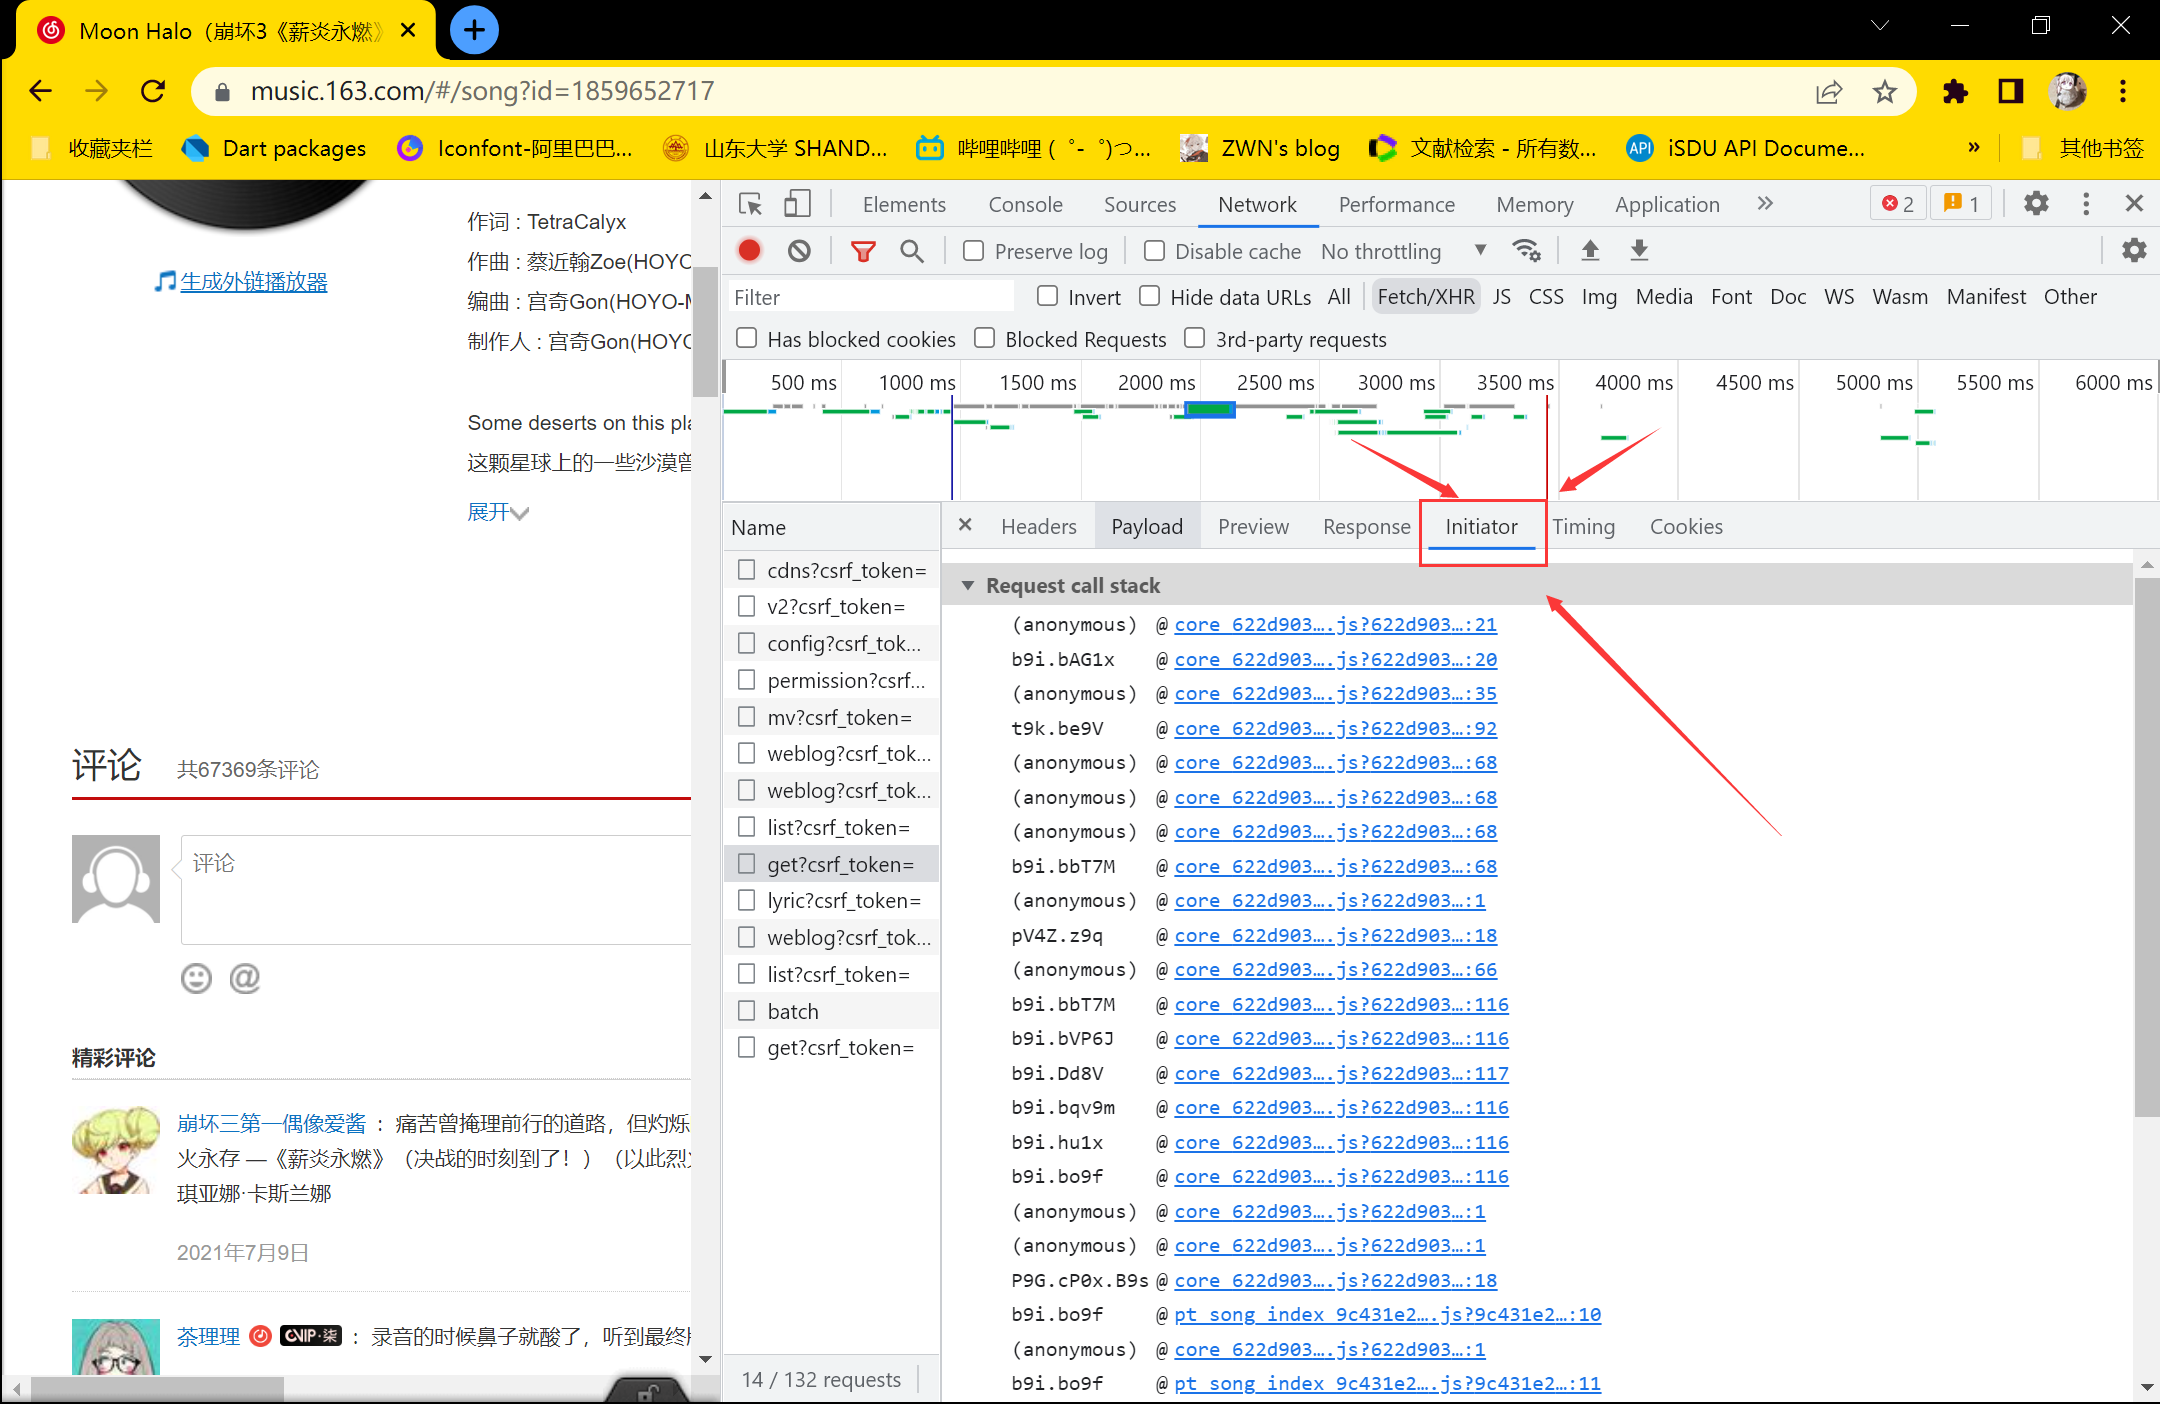 Moon Halo（崩坏3《薪炎永燃》
music.163.com/#/song?id=1859652717
收藏夹栏
Dart packages
Iconfont-阿里巴巴...
山东大学 SHAND...
哔哩哔哩 ( ゜- ゜)つ...
ZWN's blog
文献检索 - 所有数...
API
iSDU API Docume...
»
其他书签
作词 : TetraCalyx
作曲 : 蔡近翰Zoe(HOYO
编曲 : 宫奇Gon(HOYO-M
制作人 : 宫奇Gon(HOYO
生成外链播放器
Some deserts on this pla
这颗星球上的一些沙漠曾
展开
评论 共67369条评论
评论
@
精彩评论
崩坏三第一偶像爱酱 ： 痛苦曾掩埋前行的道路，但灼烁
火永存 —《薪炎永燃》（决战的时刻到了！）（以此烈火
琪亚娜·卡斯兰娜
2021年7月9日
茶理理 VIP·柒 ： 录音的时候鼻子就酸了，听到最终版
Elements Console Sources Network Performance Memory Application » 2 1
Preserve log Disable cache No throttling
Filter Invert Hide data URLs All Fetch/XHR JS CSS Img Media Font Doc WS Wasm Manifest Other
Has blocked cookies Blocked Requests 3rd-party requests
500 ms 1000 ms 1500 ms 2000 ms 2500 ms 3000 ms 3500 ms 4000 ms 4500 ms 5000 ms 5500 ms 6000 ms
Name
cdns?csrf_token=
v2?csrf_token=
config?csrf_tok...
permission?csrf...
mv?csrf_token=
weblog?csrf_tok...
weblog?csrf_tok...
list?csrf_token=
get?csrf_token=
lyric?csrf_token=
weblog?csrf_tok...
list?csrf_token=
batch
get?csrf_token=
14 / 132 requests
Headers Payload Preview Response Initiator Timing Cookies
Request call stack
(anonymous) @ core_622d903….js?622d903…:21
b9i.bAG1x @ core_622d903….js?622d903…:20
(anonymous) @ core_622d903….js?622d903…:35
t9k.be9V @ core_622d903….js?622d903…:92
(anonymous) @ core_622d903….js?622d903…:68
(anonymous) @ core_622d903….js?622d903…:68
(anonymous) @ core_622d903….js?622d903…:68
b9i.bbT7M @ core_622d903….js?622d903…:68
(anonymous) @ core_622d903….js?622d903…:1
pV4Z.z9q @ core_622d903….js?622d903…:18
(anonymous) @ core_622d903….js?622d903…:66
b9i.bbT7M @ core_622d903….js?622d903…:116
b9i.bVP6J @ core_622d903….js?622d903…:116
b9i.Dd8V @ core_622d903….js?622d903…:117
b9i.bqv9m @ core_622d903….js?622d903…:116
b9i.hu1x @ core_622d903….js?622d903…:116
b9i.bo9f @ core_622d903….js?622d903…:116
(anonymous) @ core_622d903….js?622d903…:1
(anonymous) @ core_622d903….js?622d903…:1
P9G.cP0x.B9s @ core_622d903….js?622d903…:18
b9i.bo9f @ pt_song_index_9c431e2….js?9c431e2…:10
(anonymous) @ core_622d903….js?622d903…:1
b9i.bo9f @ pt_song_index_9c431e2….js?9c431e2…:11